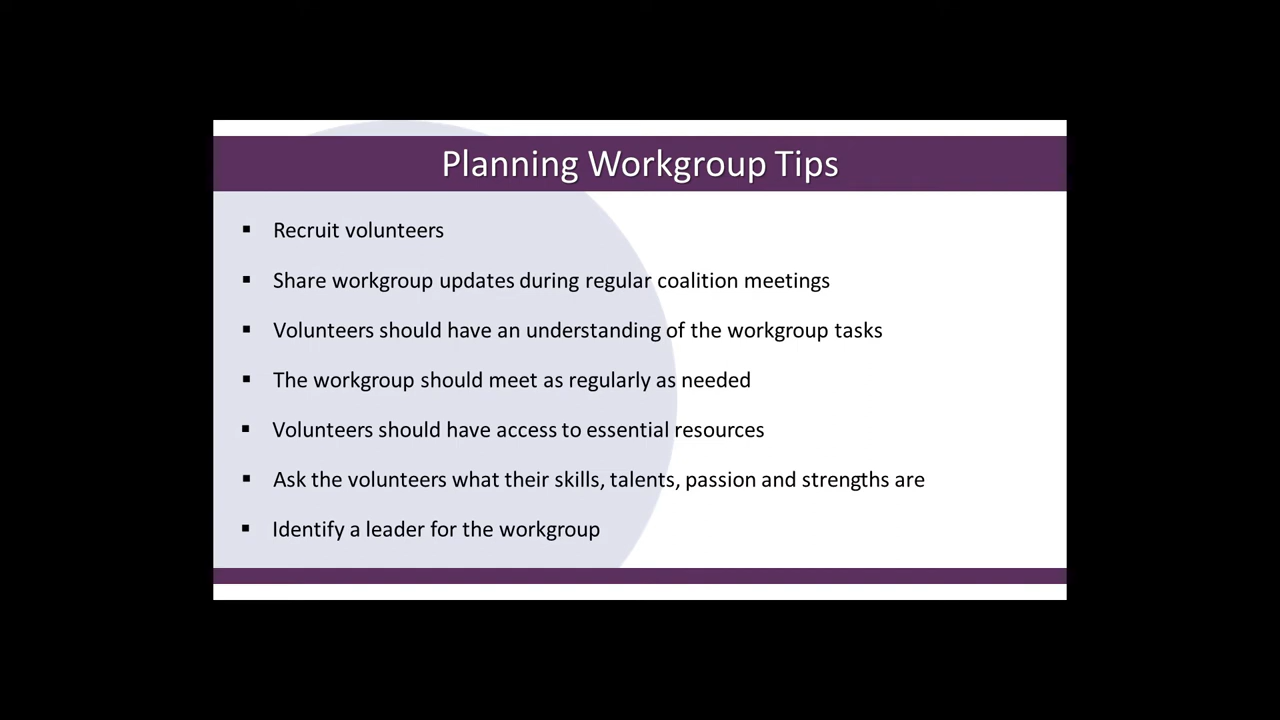 Planning Workgroup Tips
▪ Recruit volunteers
▪ Share workgroup updates during regular coalition meetings
▪ Volunteers should have an understanding of the workgroup tasks
▪ The workgroup should meet as regularly as needed
▪ Volunteers should have access to essential resources
▪ Ask the volunteers what their skills, talents, passion and strengths are
▪ Identify a leader for the workgroup